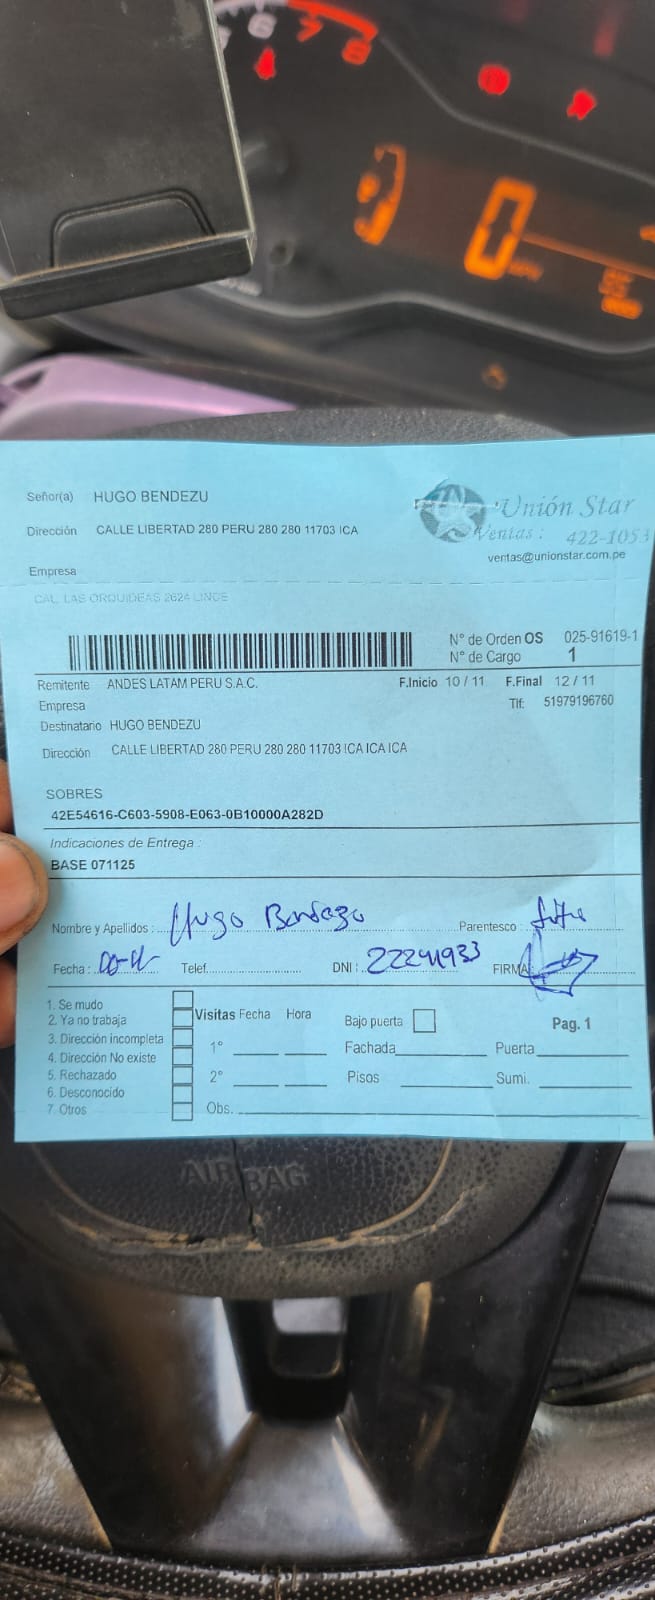 6 7 8
0
Señor(a) HUGO BENDEZU
Unión Star
Dirección CALLE LIBERTAD 280 PERU 280 280 11703 ICA
Ventas : 422-1053
ventas@unionstar.com.pe
Empresa
CAL. LAS ORQUIDEAS 2624 LINCE
N° de Orden OS 025-91619-1
N° de Cargo 1
Remitente ANDES LATAM PERU S.A.C. F.Inicio 10 / 11 F.Final 12 / 11
Empresa Tlf: 51979196760
Destinatario HUGO BENDEZU
Dirección CALLE LIBERTAD 280 PERU 280 280 11703 ICA ICA ICA
SOBRES
42E54616-C603-5908-E063-0B10000A282D
Indicaciones de Entrega :
BASE 071125
Nombre y Apellidos : Hugo Parentesco :
Fecha : Telef. DNI : FIRMA
1. Se mudo
2. Ya no trabaja
3. Dirección incompleta
4. Dirección No existe
5. Rechazado
6. Desconocido
7. Otros
Visitas Fecha Hora
1°
2°
Obs.
Bajo puerta Pag. 1
Fachada Puerta
Pisos Sumi.
AIRBAG